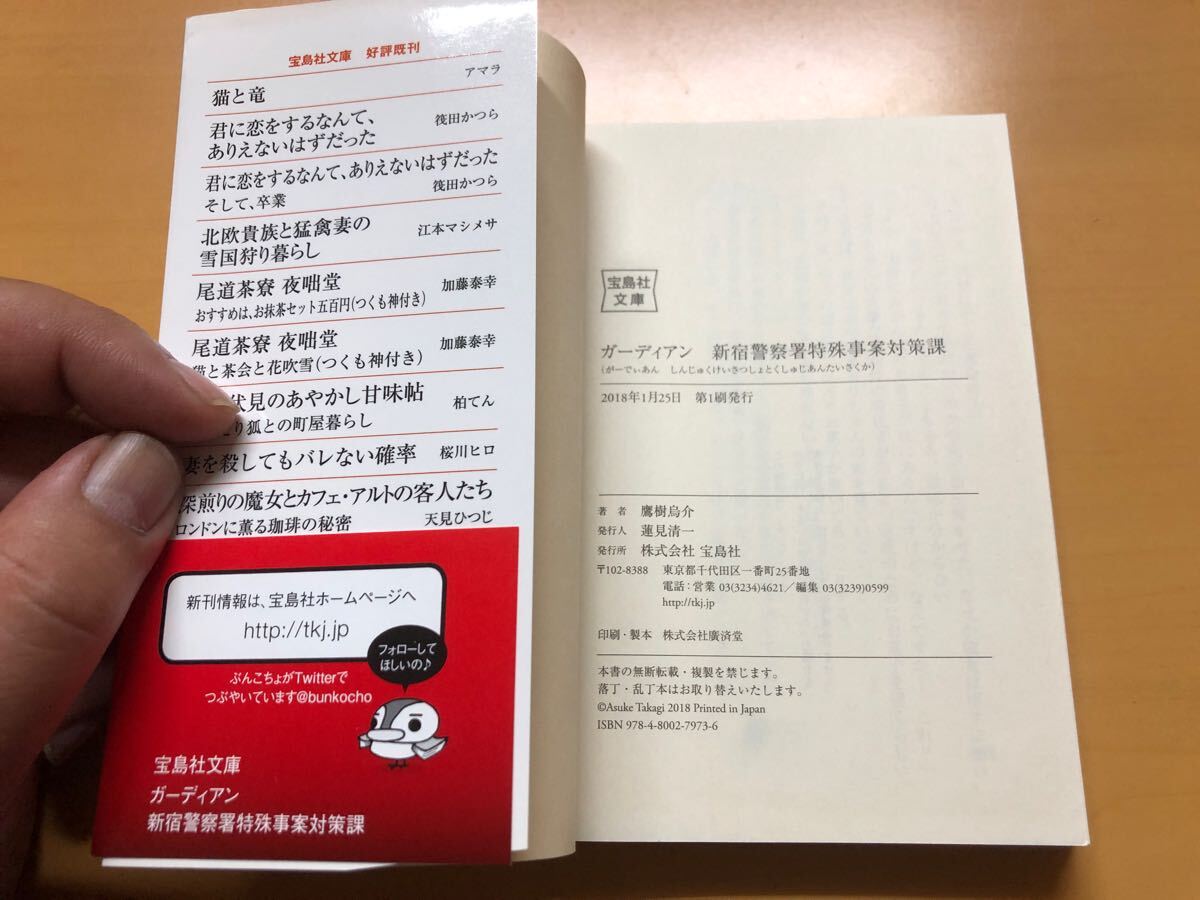 宝島社文庫 好評既刊
猫と竜 アマラ
君に恋をするなんて、
ありえないはずだった 筏田かつら
君に恋をするなんて、ありえないはずだった
そして、卒業 筏田かつら
北欧貴族と猛禽妻の
雪国狩り暮らし 江本マシメサ
尾道茶寮 夜咄堂 加藤泰幸
おすすめは、お抹茶セット五百円(つくも神付き)
尾道茶寮 夜咄堂 加藤泰幸
猫と茶会と花吹雪(つくも神付き)
伏見のあやかし甘味帖 柏てん
り狐との町屋暮らし
妻を殺してもバレない確率 桜川ヒロ
深煎りの魔女とカフェ・アルトの客人たち
ロンドンに薫る珈琲の秘密 天見ひつじ
新刊情報は、宝島社ホームページへ
http://tkj.jp
フォローして
ほしいの♪
ぶんこちょがTwitterで
つぶやいています@bunkocho
宝島社文庫
ガーディアン
新宿警察署特殊事案対策課
宝島社
文庫
ガーディアン 新宿警察署特殊事案対策課
(がーでぃあん しんじゅくけいさつしょとくしゅじあんたいさくか)
2018年1月25日 第1刷発行
著者 鷹樹烏介
発行人 蓮見清一
発行所 株式会社 宝島社
〒102-8388 東京都千代田区一番町25番地
電話:営業 03(3234)4621/編集 03(3239)0599
http://tkj.jp
印刷・製本 株式会社廣済堂
本書の無断転載・複製を禁じます。
落丁・乱丁本はお取り替えいたします。
©Asuke Takagi 2018 Printed in Japan
ISBN 978-4-8002-7973-6